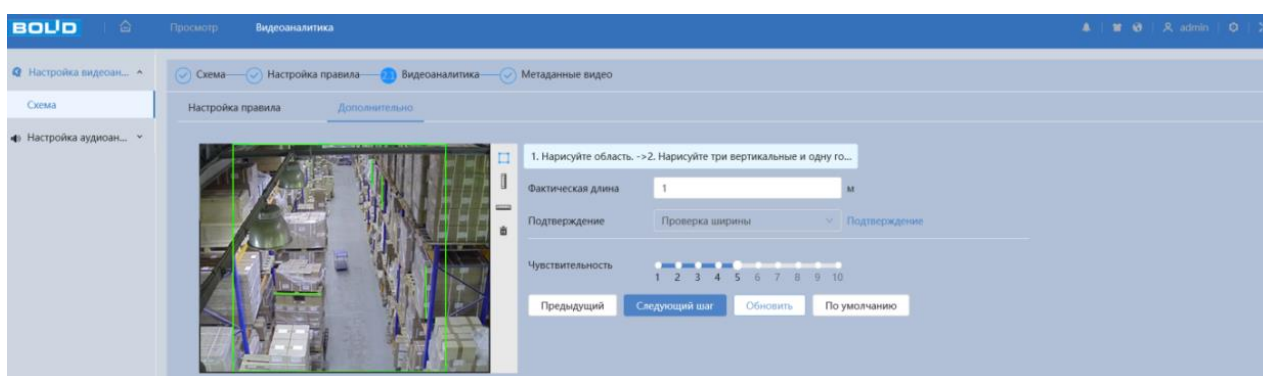 BOLID
Просмотр
Видеоаналитика
admin
Настройка видеоан...
Схема
Настройка аудиоан...
Схема
Настройка правила
2.1
Видеоаналитика
Метаданные видео
Настройка правила
Дополнительно
1. Нарисуйте область. ->2. Нарисуйте три вертикальные и одну го...
Фактическая длина
1
м
Подтверждение
Проверка ширины
Подтверждение
Чувствительность
1 2 3 4 5 6 7 8 9 10
Предыдущий
Следующий шаг
Обновить
По умолчанию